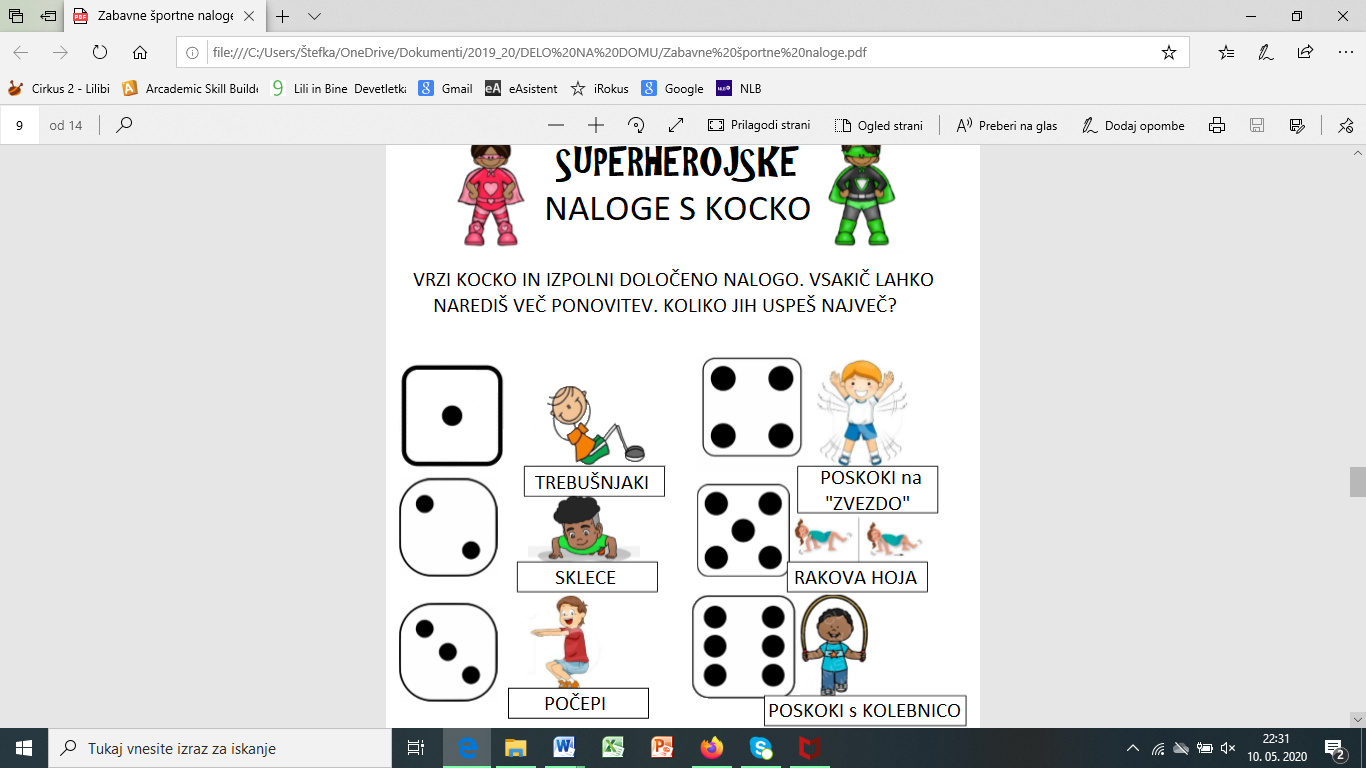 Zabavne športne naloge
file:///C:/Users/Štefka/OneDrive/Dokumenti/2019_20/DELO%20NA%20DOMU/Zabavne%20športne%20naloge.pdf
Cirkus 2 - Lilibi Arcademic Skill Builde Lili in Bine Devetletka Gmail eAsistent iRokus Google NLB
9 od 14 Prilagodi strani Ogled strani Preberi na glas Dodaj opombe
SUPERHEROJSKE
NALOGE S KOCKO
VRZI KOCKO IN IZPOLNI DOLOČENO NALOGO. VSAKIČ LAHKO
NAREDIŠ VEČ PONOVITEV. KOLIKO JIH USPEŠ NAJVEČ?
TREBUŠNJAKI
SKLECE
POČEPI
POSKOKI na
"ZVEZDO"
RAKOVA HOJA
POSKOKI s KOLEBNICO
Tukaj vnesite izraz za iskanje
22:31
10. 05. 2020
2